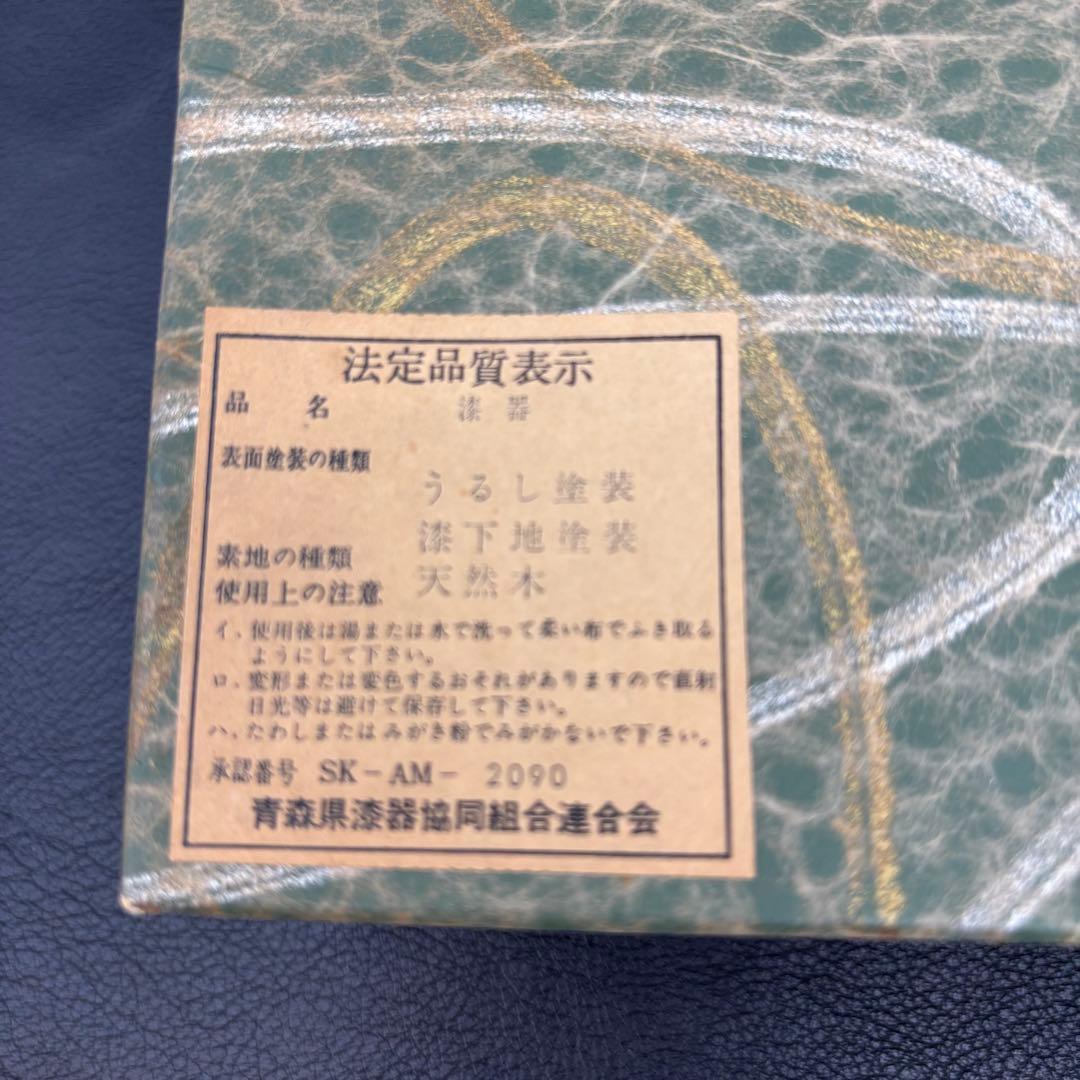 法定品質表示
品名 漆器
表面塗装の種類
うるし塗装
漆下地塗装
素地の種類
天然木
使用上の注意
イ、使用後は湯または水で洗って柔い布でふき取る
ようにして下さい。
ロ、変形または変色するおそれがありますので直射
日光等は避けて保存して下さい。
ハ、たわしまたはみがき粉でみがかないで下さい。
承認番号 SK-AM-2090
青森県漆器協同組合連合会